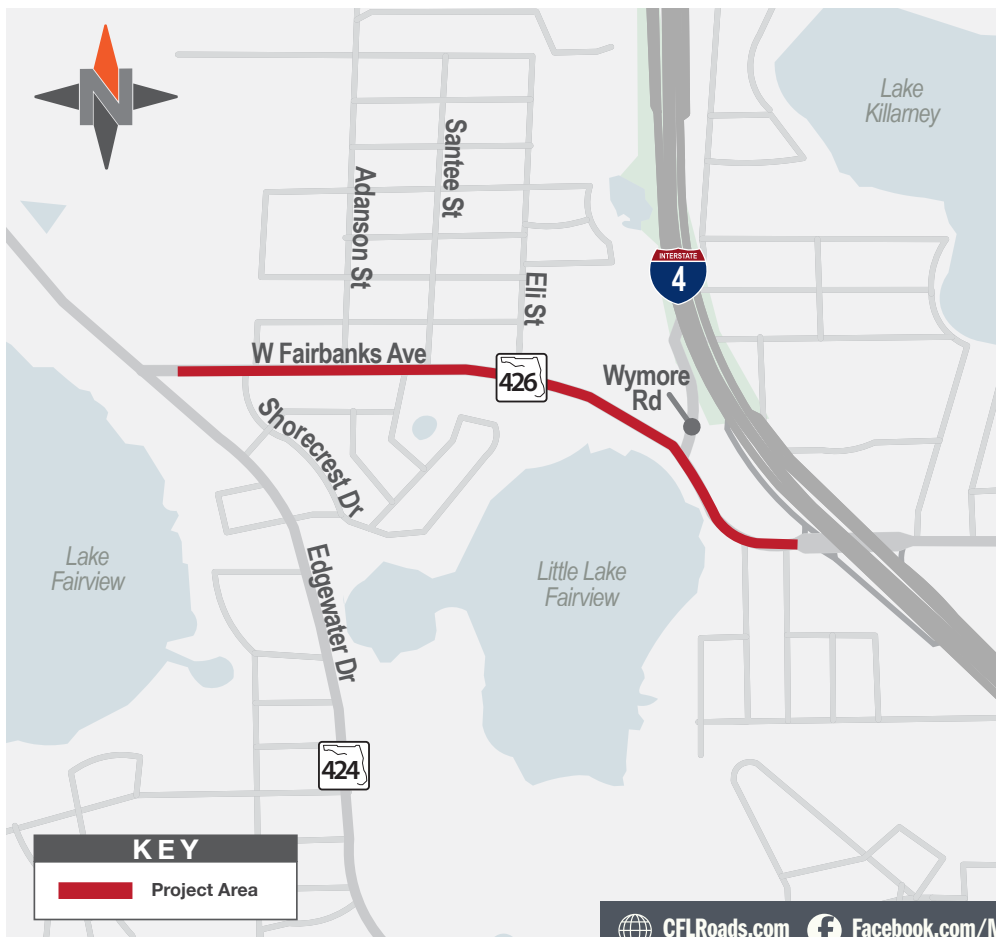 N
Lake
Killarney
Santee St
Adanson St
INTERSTATE
4
Eli St
W Fairbanks Ave
426
Wymore
Rd
Shorecrest Dr
Lake
Fairview
Edgewater Dr
Little Lake
Fairview
424
KEY
Project Area
CFLRoads.com Facebook.com/